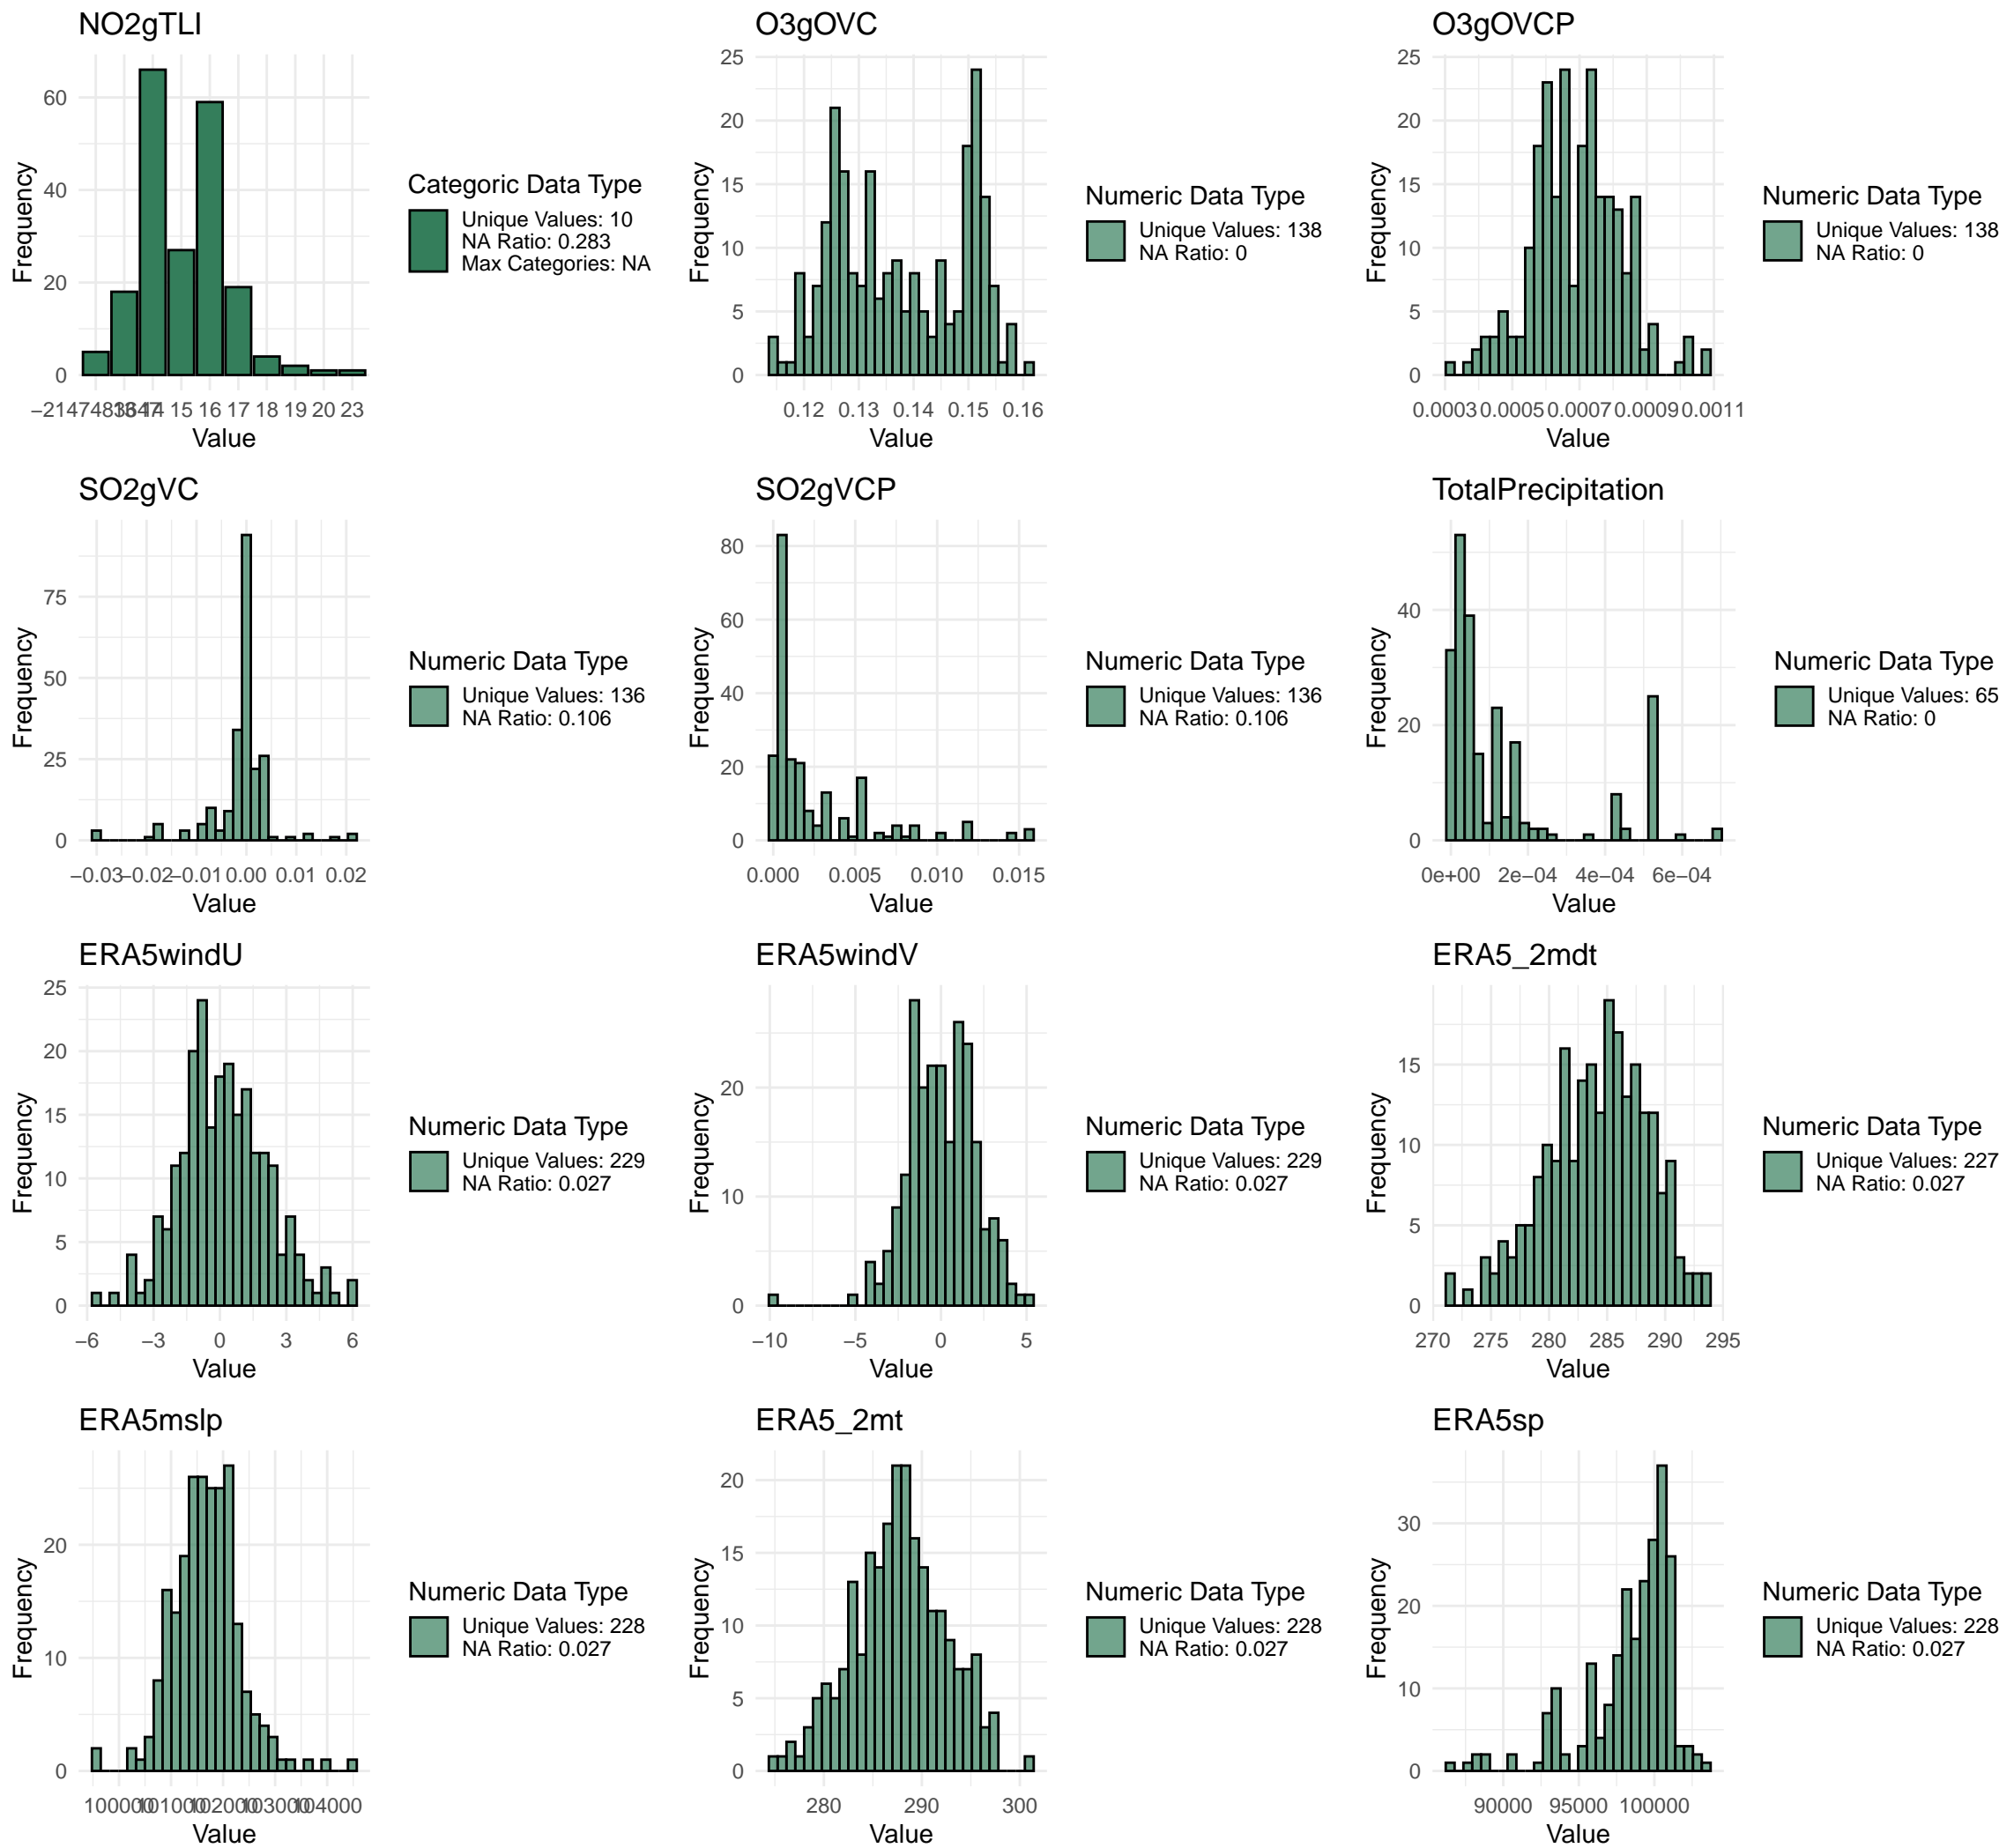 NO2gTLI
Frequency
60
40
20
0
15 16 17 18 19 20 23
Value
Categoric Data Type
Unique Values: 10
NA Ratio: 0.283
Max Categories: NA
O3gOVC
Frequency
25
20
15
10
5
0
0.12 0.13 0.14 0.15 0.16
Value
Numeric Data Type
Unique Values: 138
NA Ratio: 0
O3gOVCP
Frequency
25
20
15
10
5
0
0.0003 0.0005 0.0007 0.0009 0.0011
Value
Numeric Data Type
Unique Values: 138
NA Ratio: 0
SO2gVC
Frequency
75
50
25
0
−0.03 −0.02 −0.01 0.00 0.01 0.02
Value
Numeric Data Type
Unique Values: 136
NA Ratio: 0.106
SO2gVCP
Frequency
80
60
40
20
0
0.000 0.005 0.010 0.015
Value
Numeric Data Type
Unique Values: 136
NA Ratio: 0.106
TotalPrecipitation
Frequency
40
20
0
0e+00 2e−04 4e−04 6e−04
Value
Numeric Data Type
Unique Values: 65
NA Ratio: 0
ERA5windU
Frequency
25
20
15
10
5
0
−6 −3 0 3 6
Value
Numeric Data Type
Unique Values: 229
NA Ratio: 0.027
ERA5windV
Frequency
20
10
0
−10 −5 0 5
Value
Numeric Data Type
Unique Values: 229
NA Ratio: 0.027
ERA5_2mdt
Frequency
15
10
5
0
270 275 280 285 290 295
Value
Numeric Data Type
Unique Values: 227
NA Ratio: 0.027
ERA5mslp
Frequency
20
10
0
100000 101000 102000 103000 104000
Value
Numeric Data Type
Unique Values: 228
NA Ratio: 0.027
ERA5_2mt
Frequency
20
15
10
5
0
280 290 300
Value
Numeric Data Type
Unique Values: 228
NA Ratio: 0.027
ERA5sp
Frequency
30
20
10
0
90000 95000 100000
Value
Numeric Data Type
Unique Values: 228
NA Ratio: 0.027